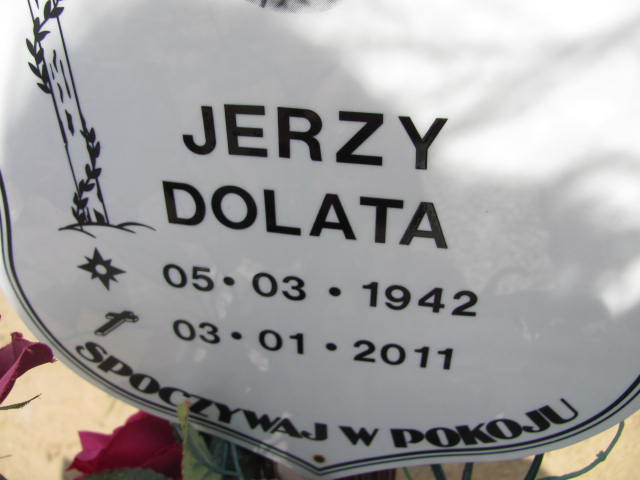 JERZY
DOLATA
05 • 03 • 1942
03 • 01 • 2011
SPOCZYWAJ W POKOJU